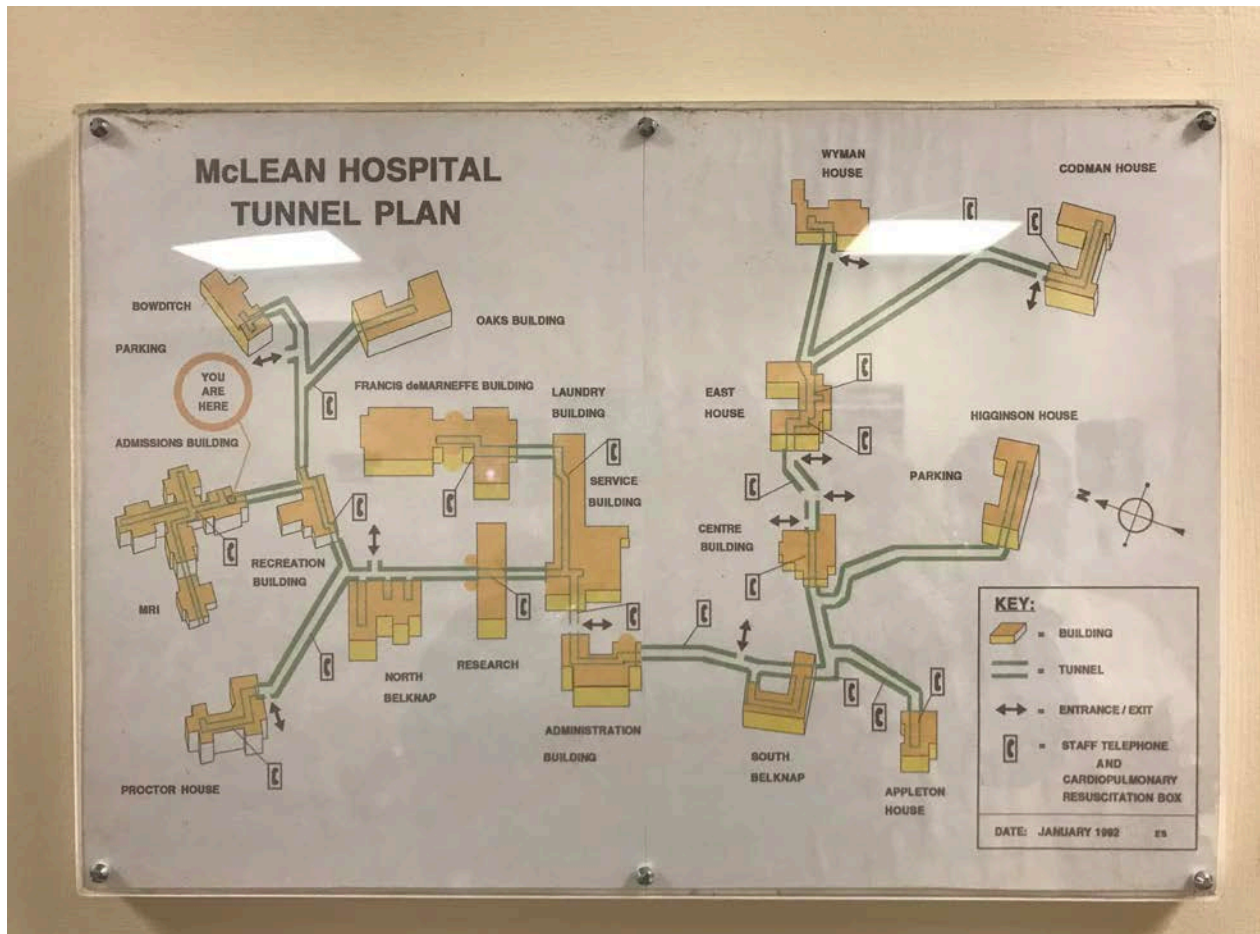 McLEAN HOSPITAL
TUNNEL PLAN
WYMAN
HOUSE
CODMAN HOUSE
BOWDITCH
OAKS BUILDING
PARKING
YOU
ARE
HERE
FRANCIS deMARNEFFE BUILDING
LAUNDRY
BUILDING
EAST
HOUSE
HIGGINSON HOUSE
ADMISSIONS BUILDING
SERVICE
BUILDING
PARKING
N
CENTRE
BUILDING
RECREATION
BUILDING
MRI
NORTH
BELKNAP
RESEARCH
ADMINISTRATION
BUILDING
SOUTH
BELKNAP
PROCTOR HOUSE
APPLETON
HOUSE
KEY:
= BUILDING
= TUNNEL
= ENTRANCE / EXIT
= STAFF TELEPHONE
AND
CARDIOPULMONARY
RESUSCITATION BOX
DATE: JANUARY 1992 ES